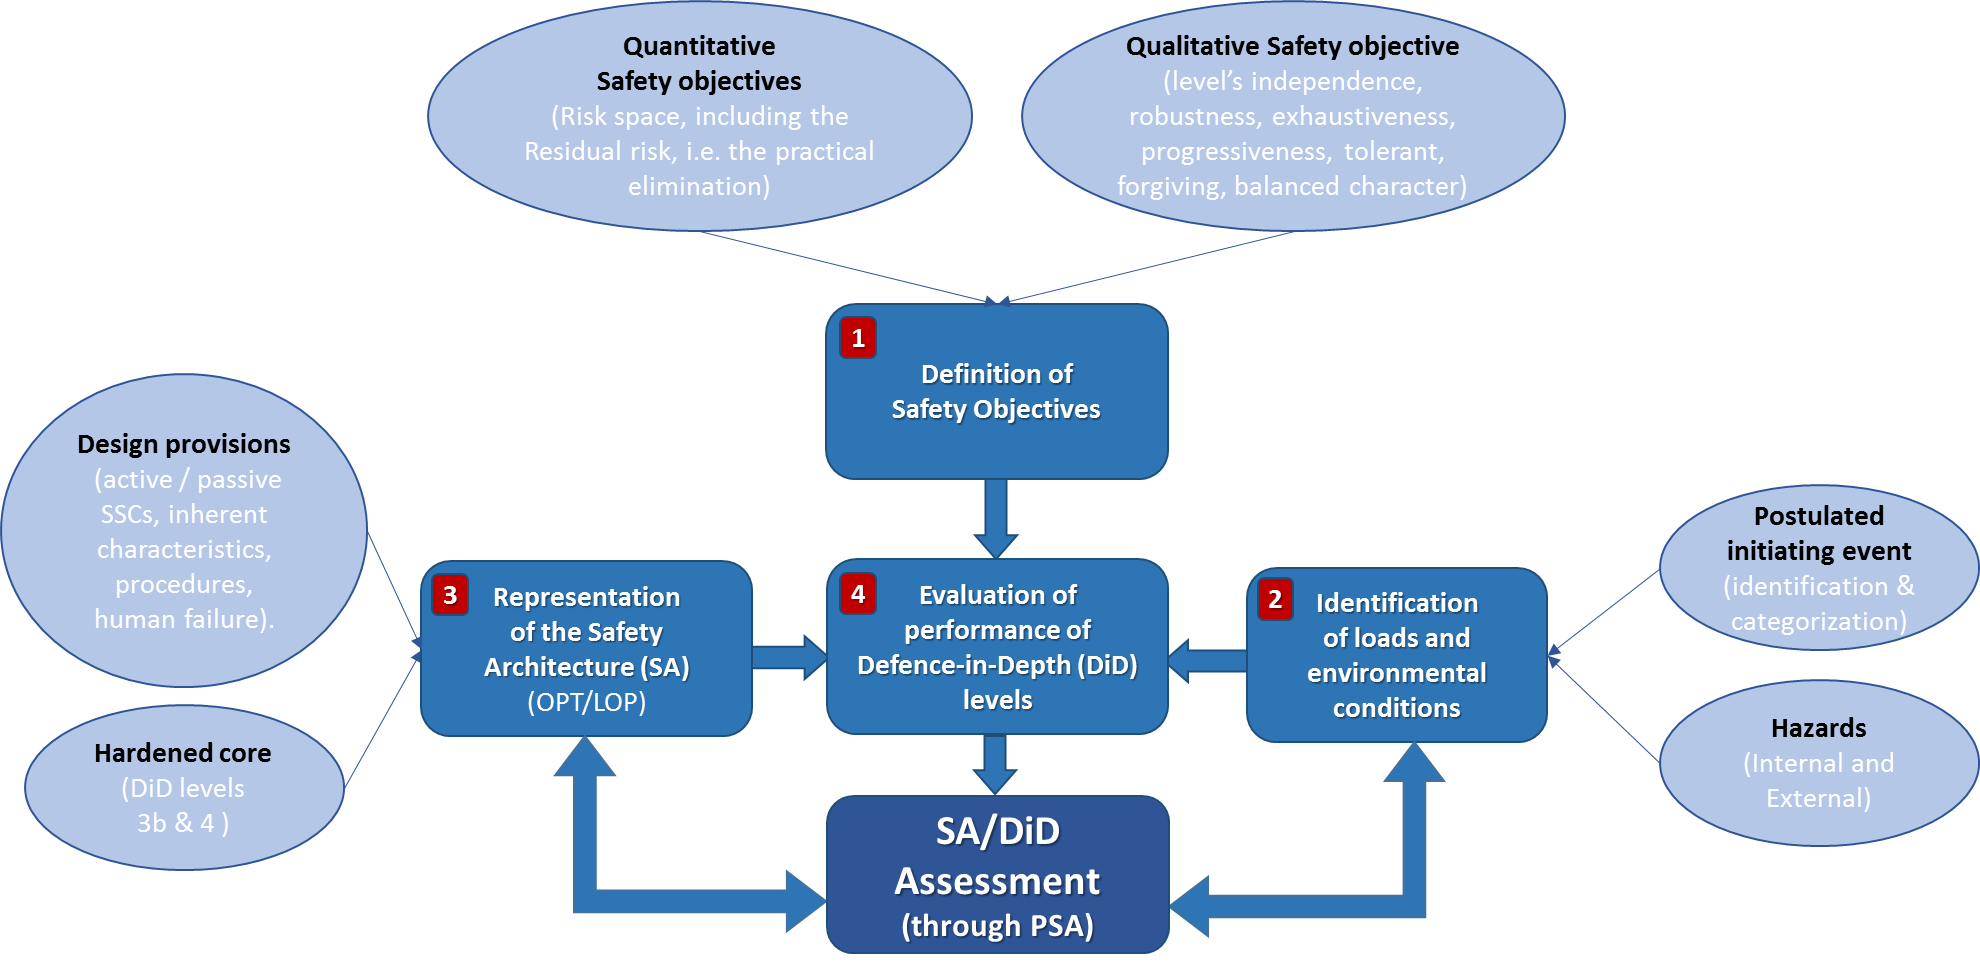 Quantitative
Safety objectives
(Risk space, including the
Residual risk, i.e. the practical
elimination)
Qualitative Safety objective
(level’s independence,
robustness, exhaustiveness,
progressiveness, tolerant,
forgiving, balanced character)
1
Definition of
Safety Objectives
Design provisions
(active / passive
SSCs, inherent
characteristics,
procedures,
human failure).
Hardened core
(DiD levels
3b & 4 )
3
Representation
of the Safety
Architecture (SA)
(OPT/LOP)
4
Evaluation of
performance of
Defence-in-Depth (DiD)
levels
2
Identification
of loads and
environmental
conditions
Postulated
initiating event
(identification &
categorization)
Hazards
(Internal and
External)
SA/DiD
Assessment
(through PSA)